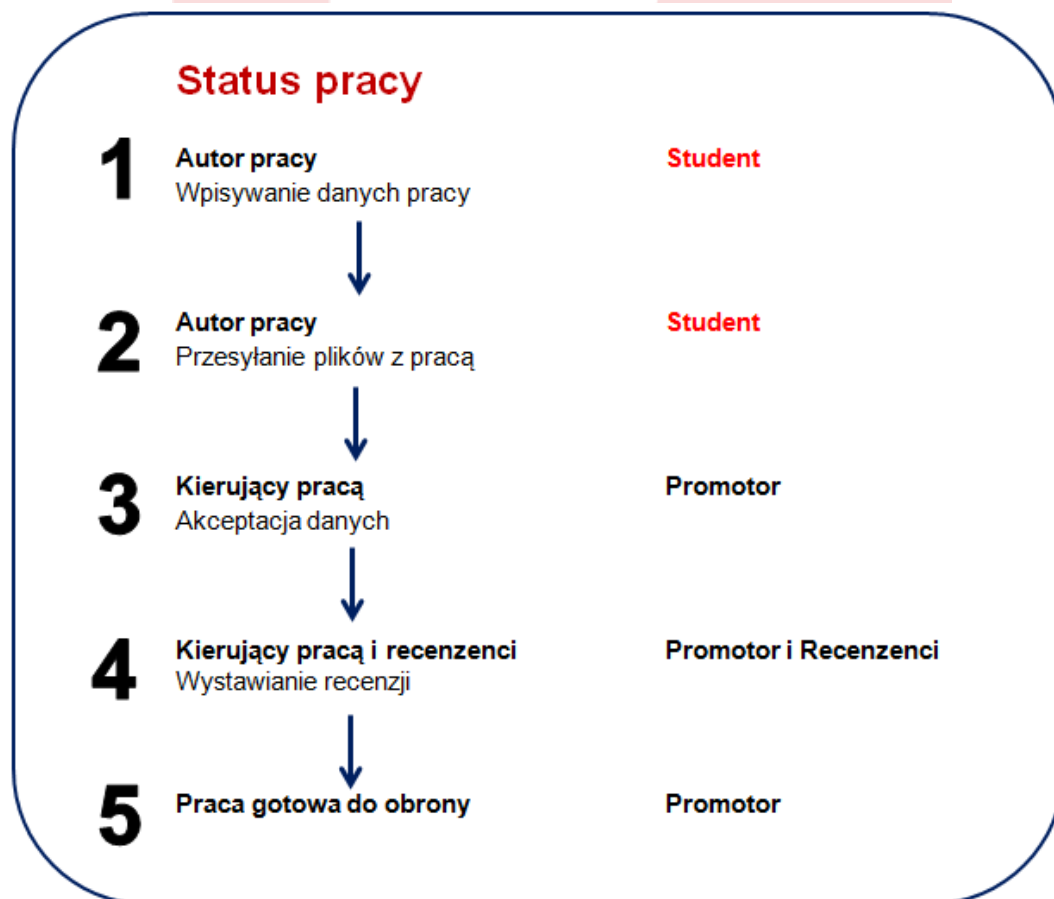 Status pracy
1 Autor pracy Student
Wpisywanie danych pracy
2 Autor pracy Student
Przesyłanie plików z pracą
3 Kierujący pracą Promotor
Akceptacja danych
4 Kierujący pracą i recenzenci Promotor i Recenzenci
Wystawianie recenzji
5 Praca gotowa do obrony Promotor